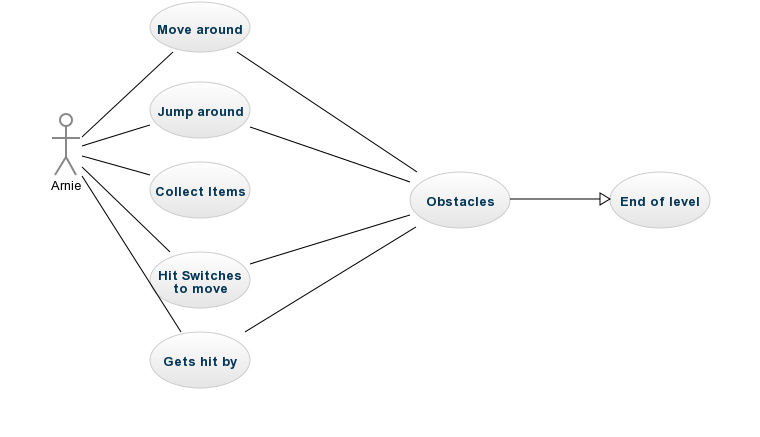 Move around
Jump around
Arnie
Collect Items
Obstacles
End of level
Hit Switches
to move
Gets hit by